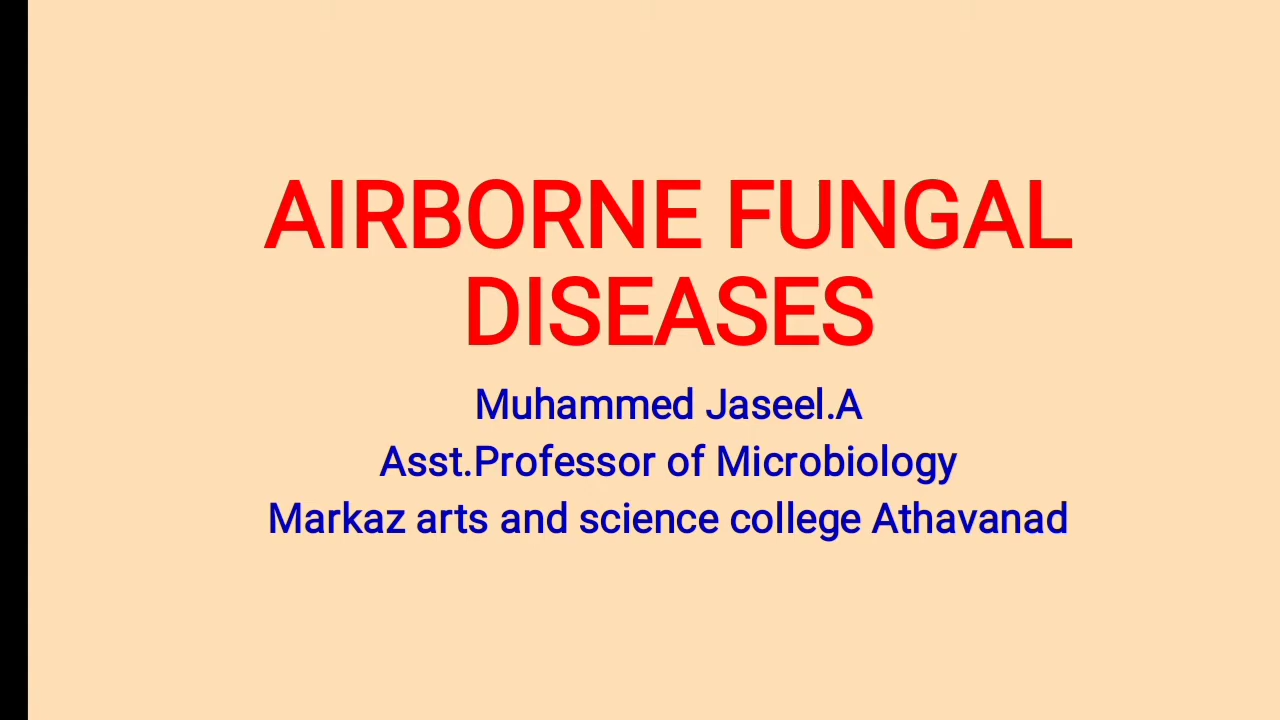 AIRBORNE FUNGAL
DISEASES
Muhammed Jaseel.A
Asst.Professor of Microbiology
Markaz arts and science college Athavanad